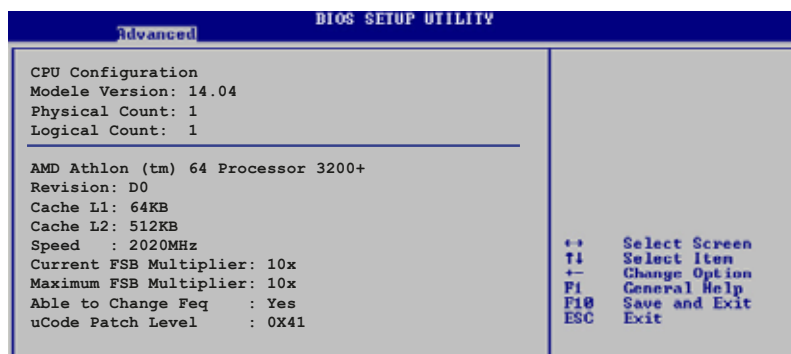 BIOS SETUP UTILITY
Advanced
CPU Configuration
Modele Version: 14.04
Physical Count: 1
Logical Count: 1
AMD Athlon (tm) 64 Processor 3200+
Revision: D0
Cache L1: 64KB
Cache L2: 512KB
Speed : 2020MHz
Current FSB Multiplier: 10x
Maximum FSB Multiplier: 10x
Able to Change Feq : Yes
uCode Patch Level : 0X41
↔ Select Screen
↑↓ Select Item
+- Change Option
F1 General Help
F10 Save and Exit
ESC Exit